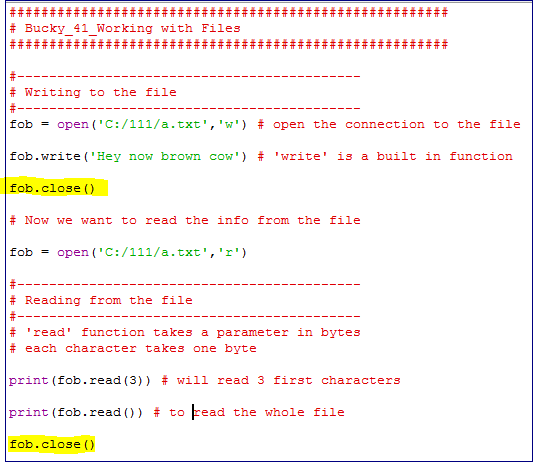 #######################################################
# Bucky_41_Working with Files
#######################################################
#-------------------------------------------
# Writing to the file
#-------------------------------------------
fob = open('C:/111/a.txt','w') # open the connection to the file
fob.write('Hey now brown cow') # 'write' is a built in function
fob.close()
# Now we want to read the info from the file
fob = open('C:/111/a.txt','r')
#-------------------------------------------
# Reading from the file
#-------------------------------------------
# 'read' function takes a parameter in bytes
# each character takes one byte
print(fob.read(3)) # will read 3 first characters
print(fob.read()) # to read the whole file
fob.close()